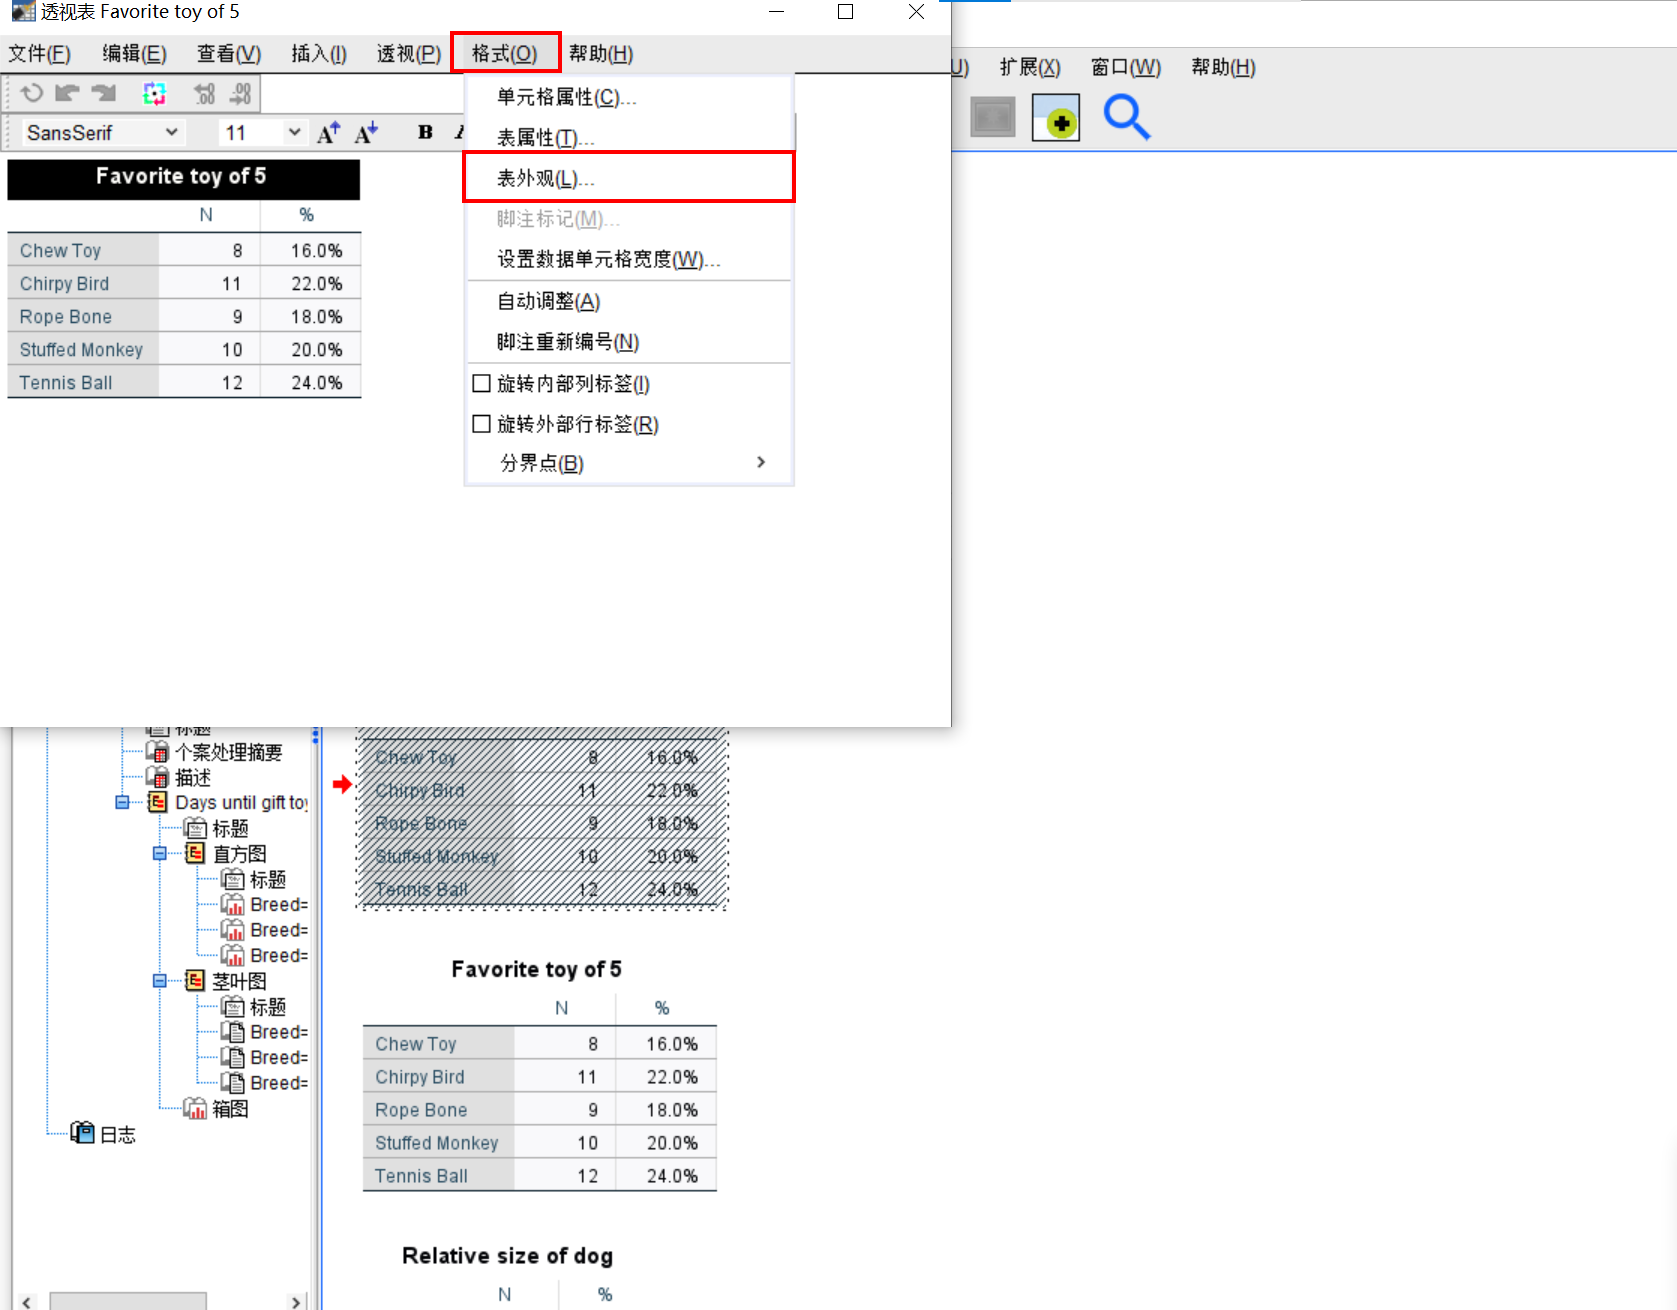 透视表 Favorite toy of 5
文件(F) 编辑(E) 查看(V) 插入(I) 透视(P) 格式(O) 帮助(H)
U) 扩展(X) 窗口(W) 帮助(H)
SansSerif 11 A A B
单元格属性(C)...
表属性(T)...
表外观(L)...
脚注标记(M)...
设置数据单元格宽度(W)...
自动调整(A)
脚注重新编号(N)
旋转内部列标签(I)
旋转外部行标签(R)
分界点(B)
Favorite toy of 5
N %
Chew Toy 8 16.0%
Chirpy Bird 11 22.0%
Rope Bone 9 18.0%
Stuffed Monkey 10 20.0%
Tennis Ball 12 24.0%
标题
个案处理摘要
描述
Days until gift toy
标题
直方图
标题
Breed=
Breed=
Breed=
茎叶图
标题
Breed=
Breed=
Breed=
箱图
日志
Chew Toy 8 16.0%
Chirpy Bird 11 22.0%
Rope Bone 9 18.0%
Stuffed Monkey 10 20.0%
Tennis Ball 12 24.0%
Favorite toy of 5
N %
Chew Toy 8 16.0%
Chirpy Bird 11 22.0%
Rope Bone 9 18.0%
Stuffed Monkey 10 20.0%
Tennis Ball 12 24.0%
Relative size of dog
N %